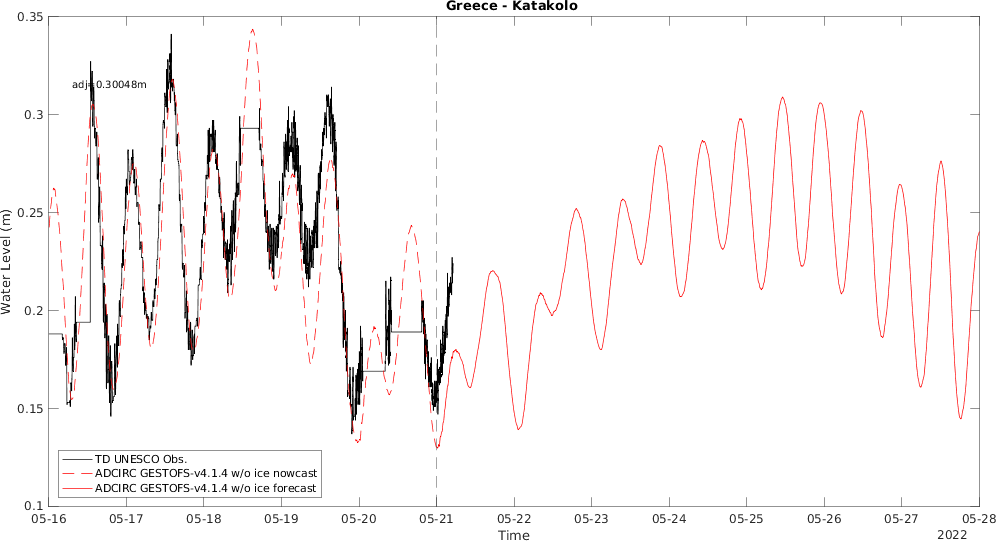 Greece - Katakolo
0.35
0.3
0.25
0.2
0.15
0.1
Water Level (m)
adj=0.30048m
TD UNESCO Obs.
ADCIRC GESTOFS-v4.1.4 w/o ice nowcast
ADCIRC GESTOFS-v4.1.4 w/o ice forecast
05-16 05-17 05-18 05-19 05-20 05-21 05-22 05-23 05-24 05-25 05-26 05-27 05-28
Time
2022